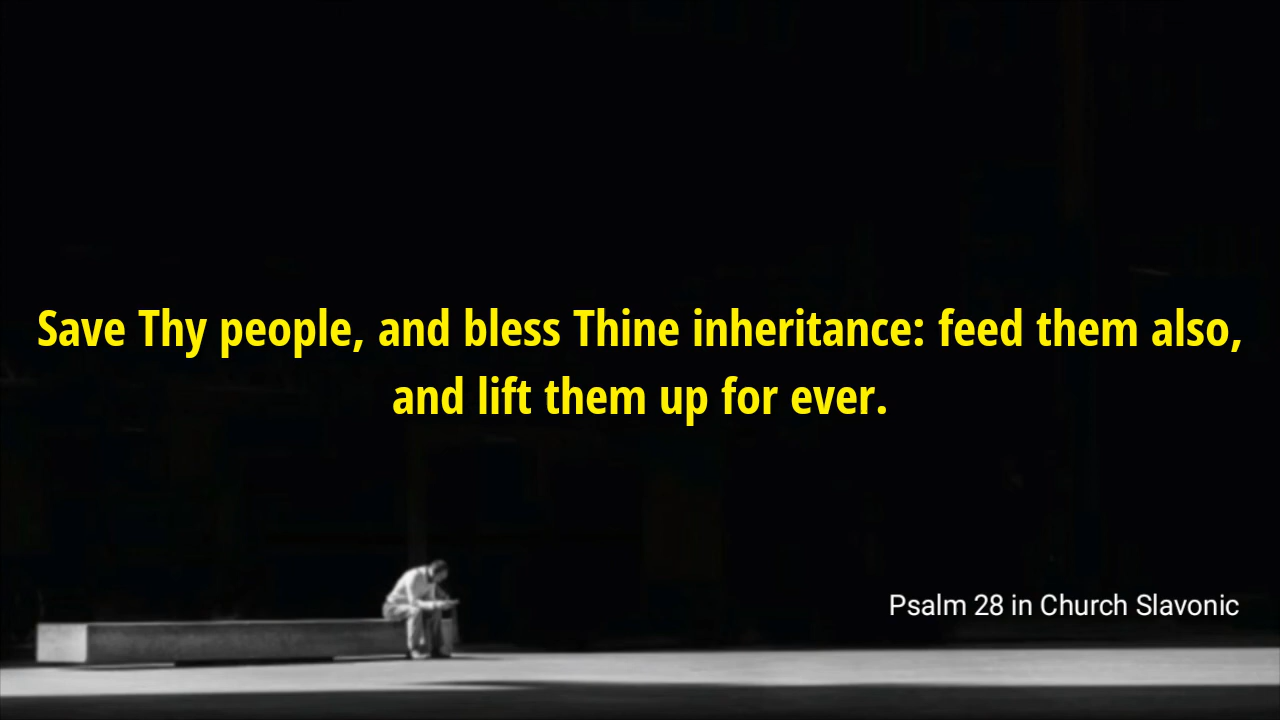 Save Thy people, and bless Thine inheritance: feed them also,
and lift them up for ever.
Psalm 28 in Church Slavonic